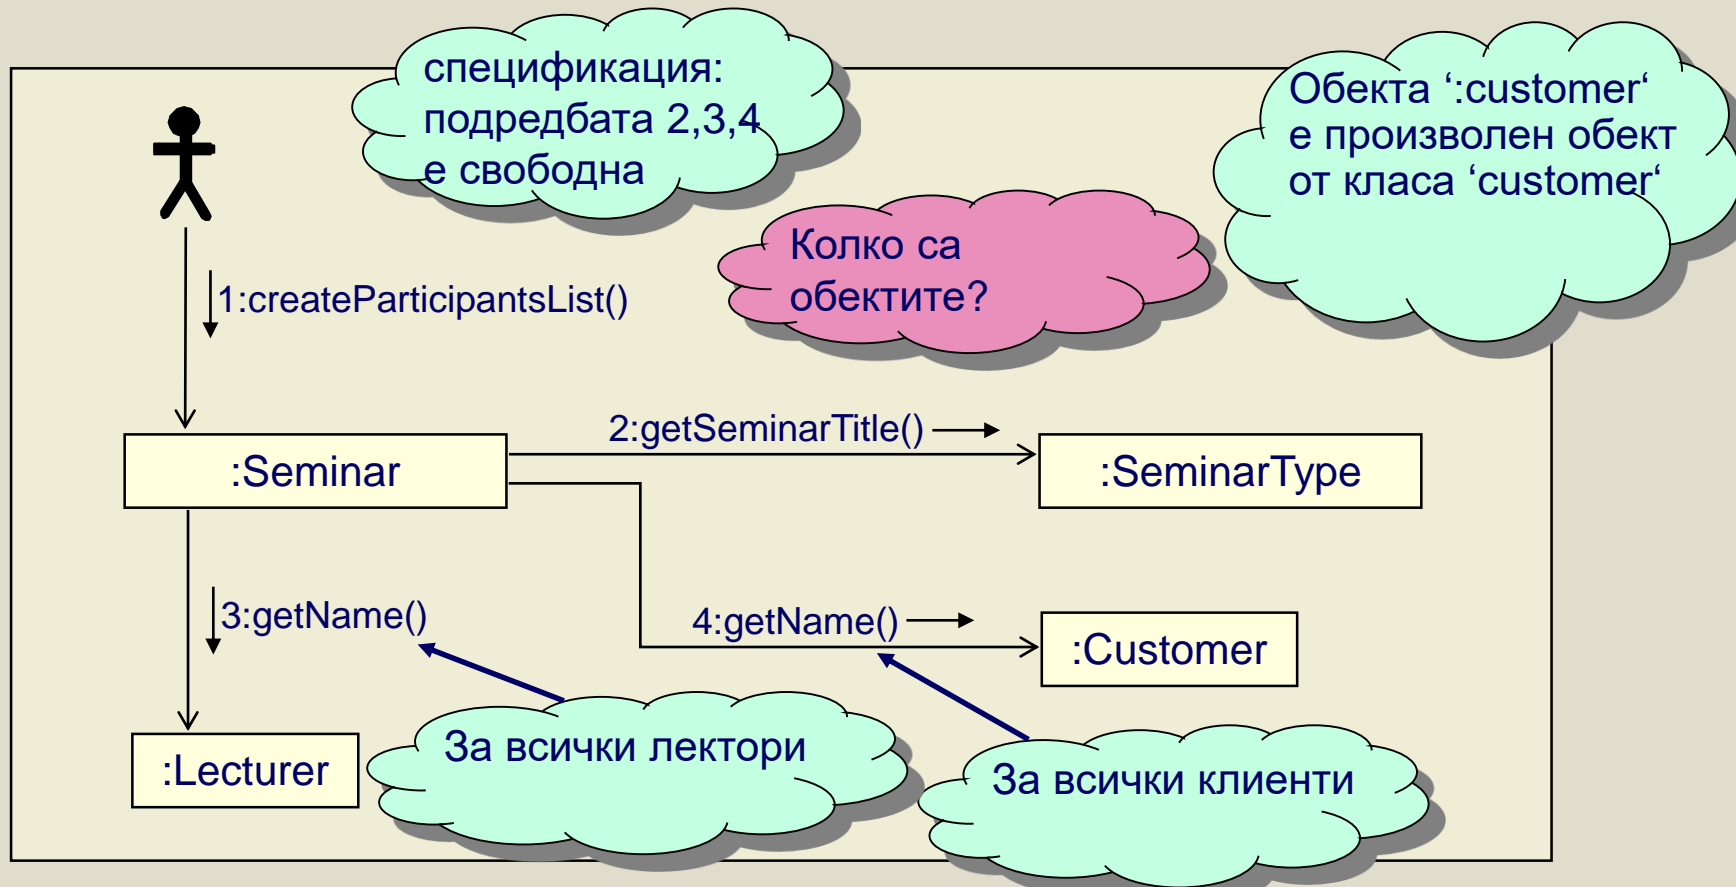 спецификация:
подредбата 2,3,4
е свободна
Обекта ‘:customer‘
е произволен обект
от класа ‘customer‘
Колко са
обектите?
1:createParticipantsList()
2:getSeminarTitle()
:Seminar
:SeminarType
3:getName()
4:getName()
:Customer
:Lecturer
За всички лектори
За всички клиенти